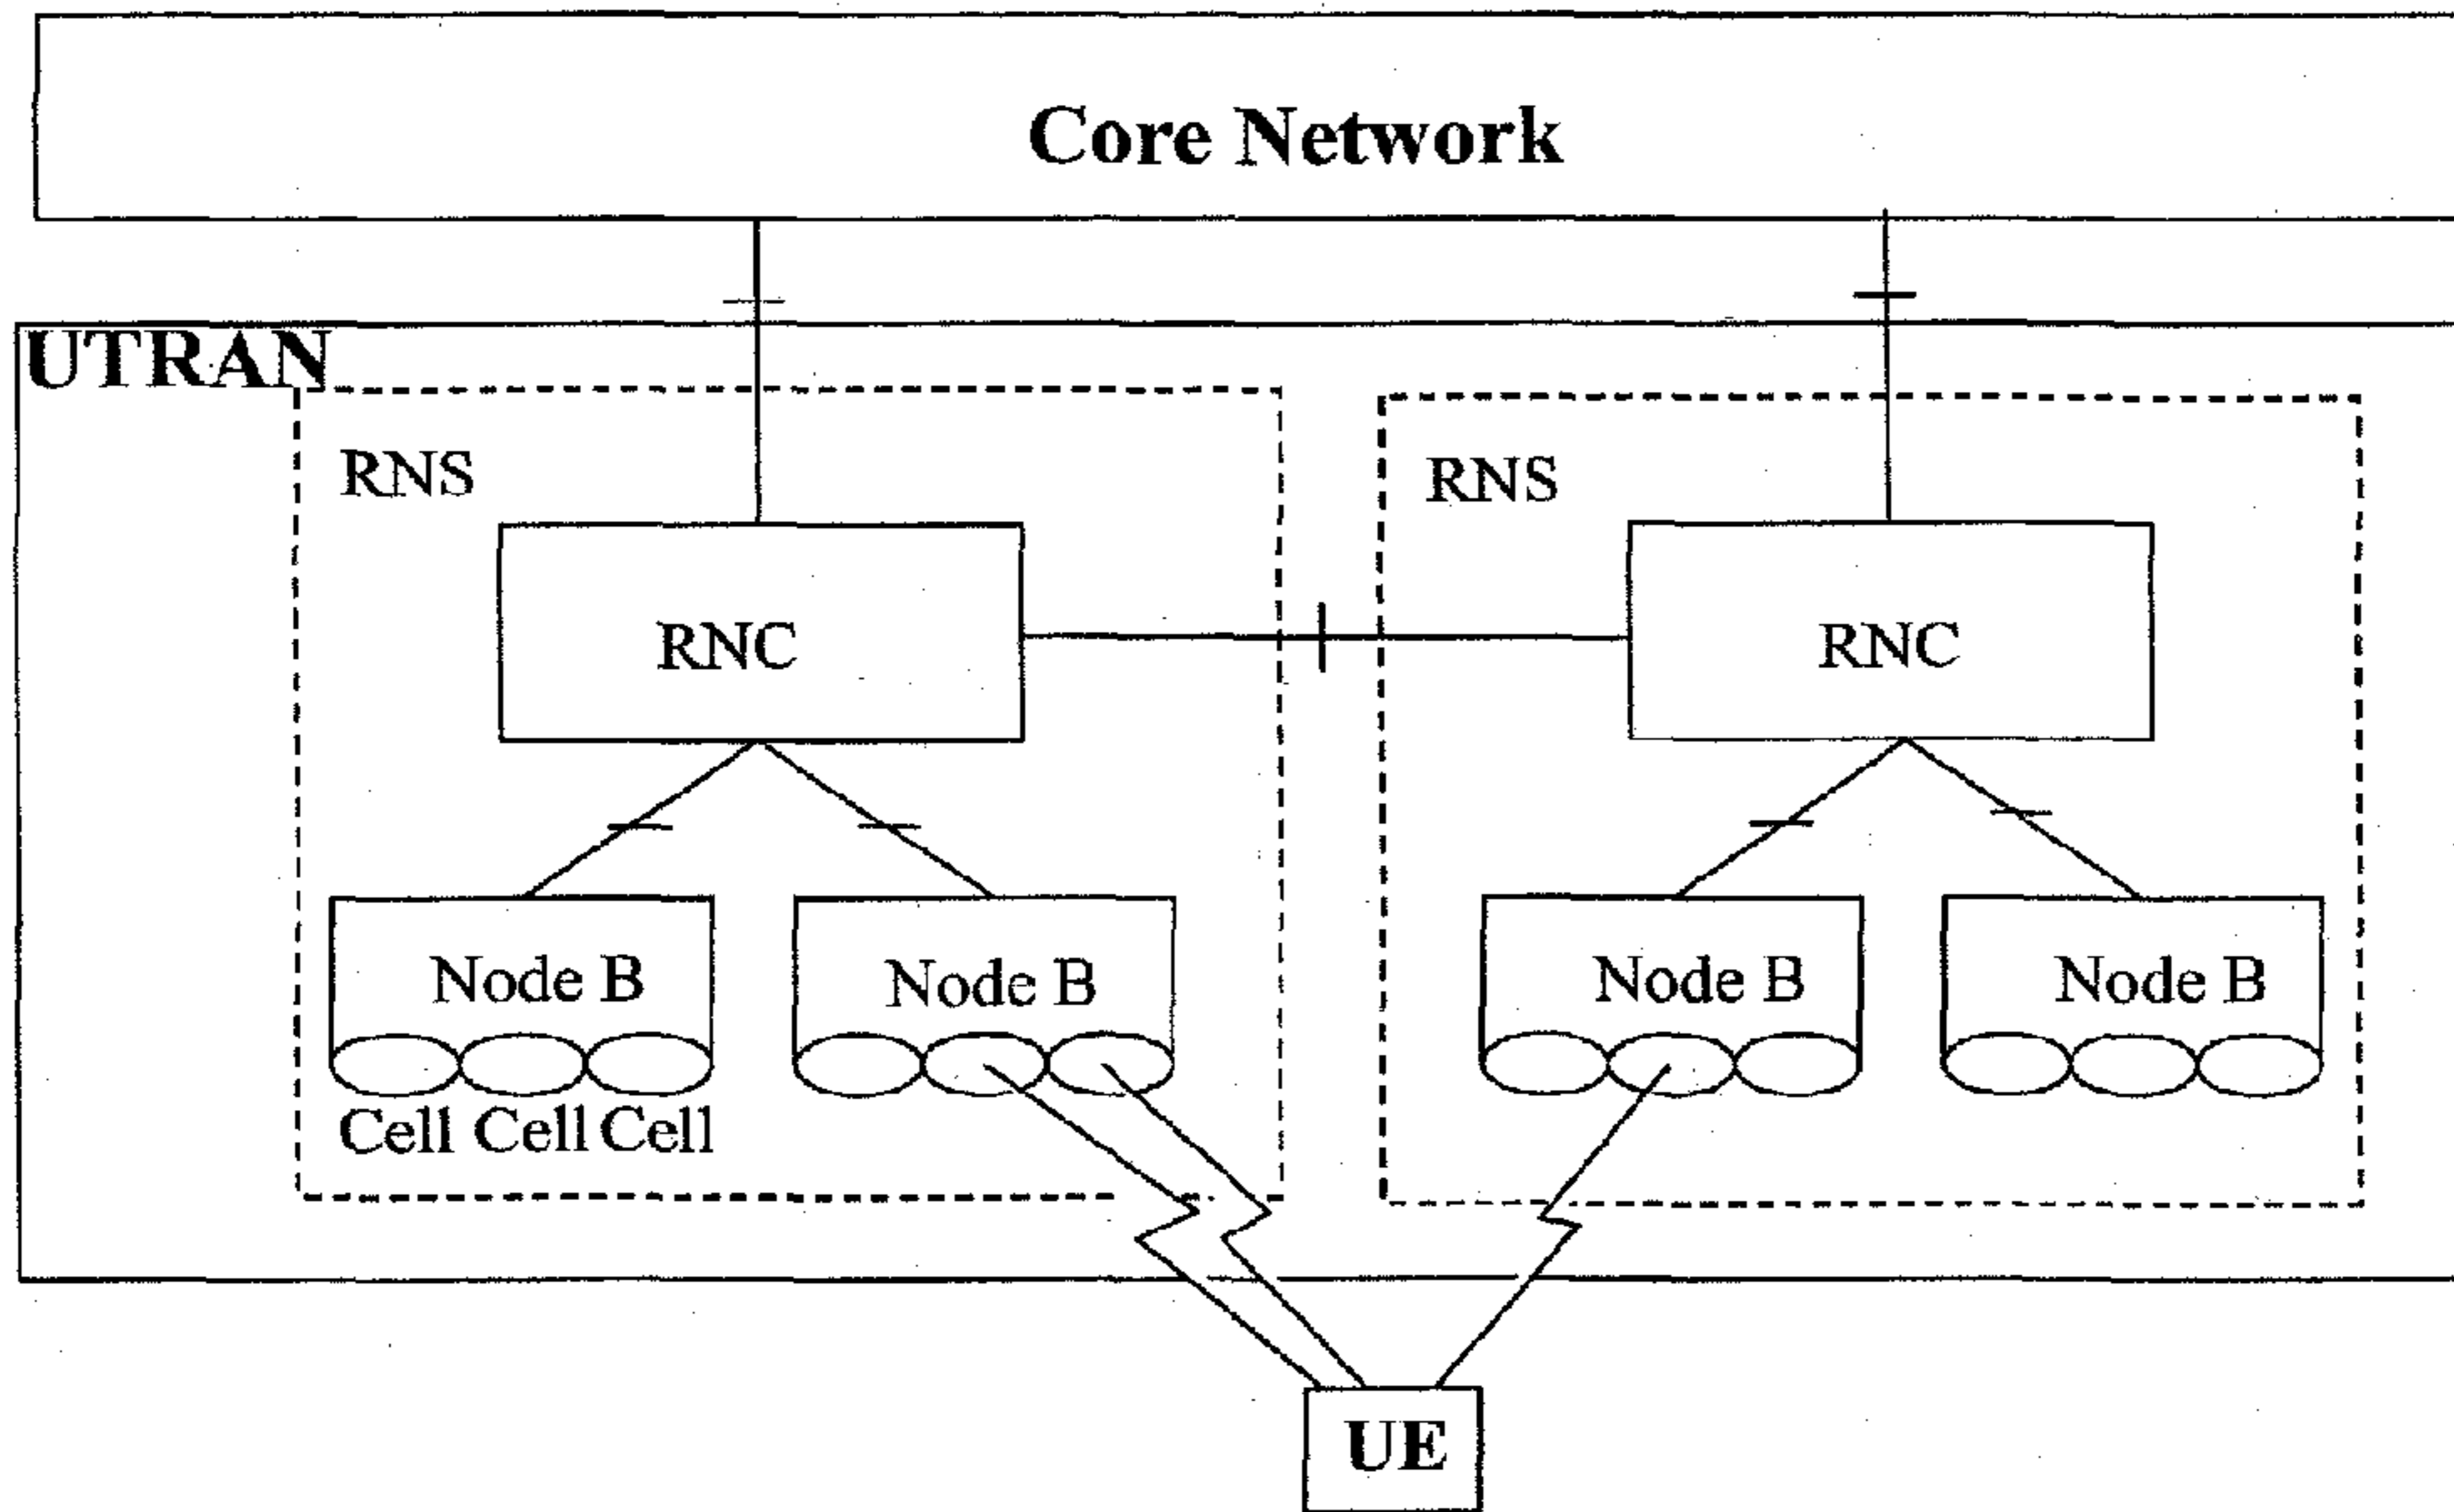 Core Network
UTRAN
RNS
RNS
RNC
RNC
Node B
Node B
Node B
Node B
Cell Cell Cell
UE